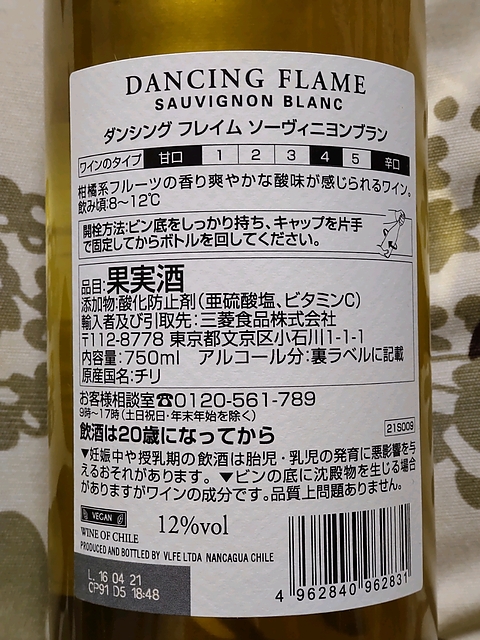 DANCING FLAME
SAUVIGNON BLANC
ダンシング フレイム ソーヴィニヨンブラン
ワインのタイプ 甘口 1 2 3 4 5 辛口
柑橘系フルーツの香り爽やかな酸味が感じられるワイン。
飲み頃:8~12℃
開栓方法:ビン底をしっかり持ち、キャップを片手
で固定してからボトルを回してください。
品目:果実酒
添加物:酸化防止剤(亜硫酸塩、ビタミンC)
輸入者及び引取先:三菱食品株式会社
〒112-8778 東京都文京区小石川1-1-1
内容量:750ml アルコール分:裏ラベルに記載
原産国名:チリ
お客様相談室☎0120-561-789
9時~17時(土日祝日・年末年始を除く)
飲酒は20歳になってから
21S009
▼妊娠中や授乳期の飲酒は胎児・乳児の発育に悪影響を与
えるおそれがあります。▼ビンの底に沈殿物を生じる場合
がありますがワインの成分です。品質上問題ありません。
VEGAN
12%vol
WINE OF CHILE
PRODUCED AND BOTTLED BY VLFE LTDA NANCAGUA CHILE
L. 16 04 21
CP91 D5 18:48
4 962840 962831